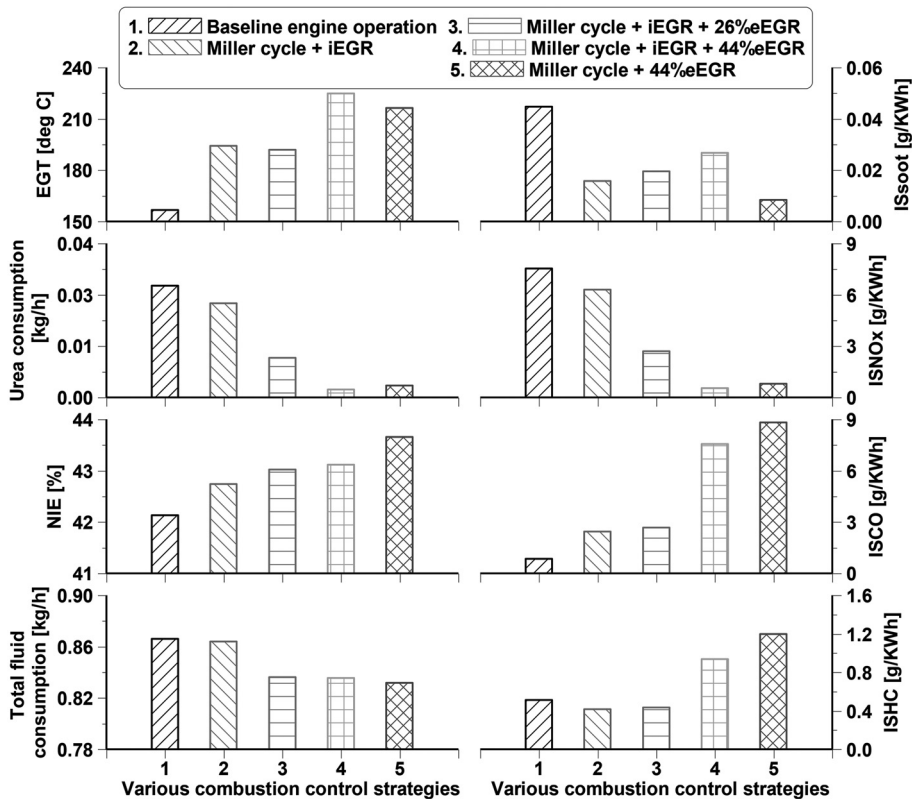 1. Baseline engine operation
2. Miller cycle + iEGR
3. Miller cycle + iEGR + 26%eEGR
4. Miller cycle + iEGR + 44%eEGR
5. Miller cycle + 44%eEGR
EGT [deg C]
240
210
180
150
ISsoot [g/KWh]
0.06
0.04
0.02
0.00
Urea consumption
[kg/h]
0.04
0.03
0.01
0.00
ISNOx [g/KWh]
9
6
3
0
NIE [%]
44
43
42
41
ISCO [g/KWh]
9
6
3
0
Total fluid
consumption [kg/h]
0.90
0.86
0.82
0.78
ISHC [g/KWh]
1.6
1.2
0.8
0.4
0.0
1 2 3 4 5
Various combustion control strategies
1 2 3 4 5
Various combustion control strategies